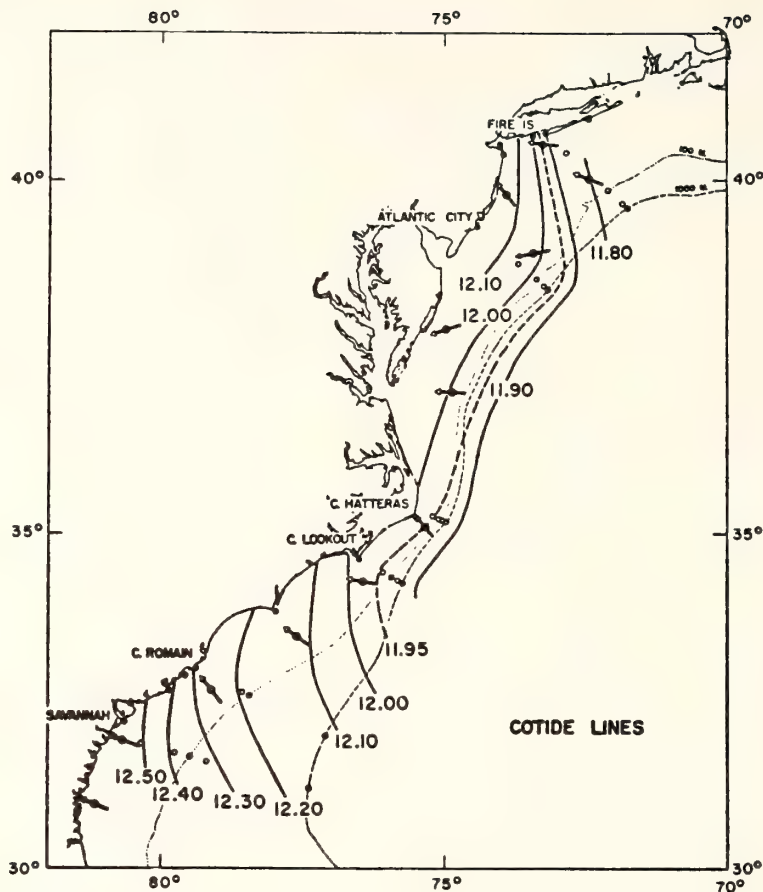 80° 75° 70°
FIRE IS
100 M.
40° 1000 M. 40°
ATLANTIC CITY
11.80
12.10
12.00
11.90
C. HATTERAS
35° 35°
C. LOOKOUT
11.95
C. ROMAIN
12.00
SAVANNAH COTIDE LINES
12.10
12.50
12.40
12.30 12.20
30° 30°
80° 75° 70°